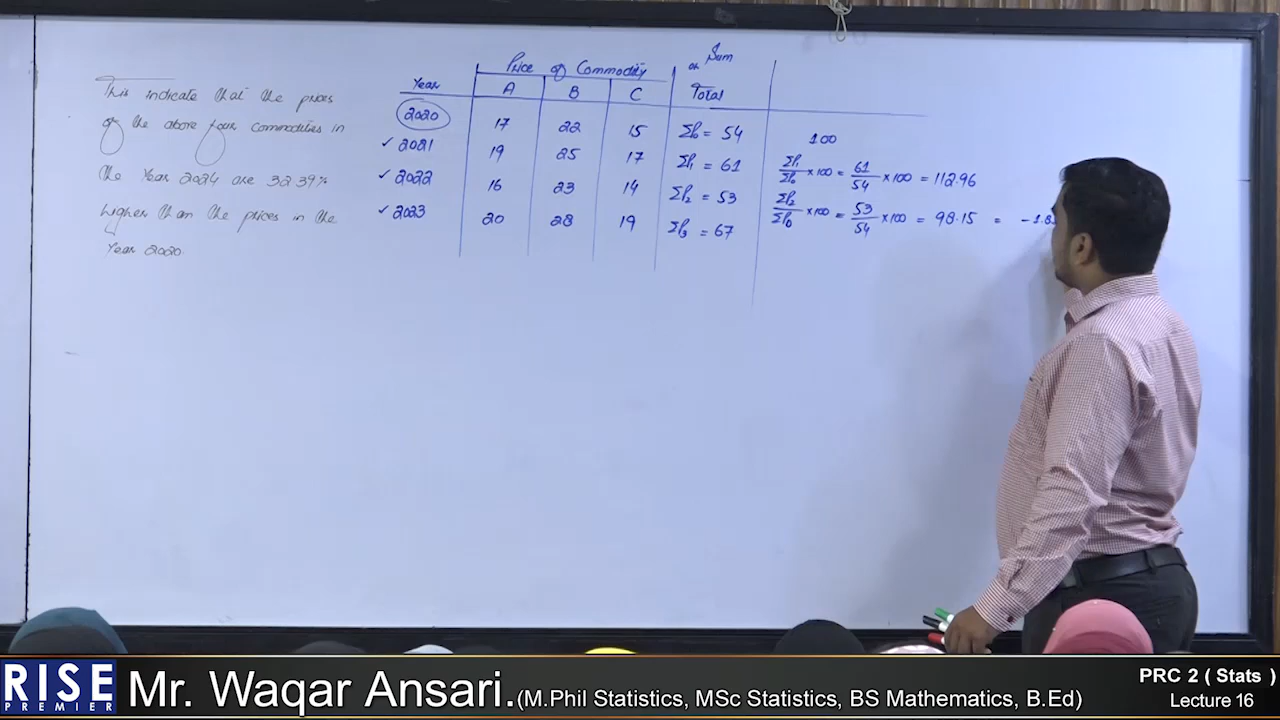 This indicate that the prices
of the above four commodities in
the Year 2024 are 32.39%
higher than the prices in the
Year 2020.
Price of Commodity
Year A B C
or Sum
Total
2020 17 22 15 Σp₀ = 54 100
✓ 2021 19 25 17 Σp₁ = 61 Σp₁/Σp₀ × 100 = 61/54 × 100 = 112.96
✓ 2022 16 23 14 Σp₂ = 53 Σp₂/Σp₀ × 100 = 53/54 × 100 = 98.15 = -1.8
✓ 2023 20 28 19 Σp₃ = 67
RISE
PREMIER
Mr. Waqar Ansari.(M.Phil Statistics, MSc Statistics, BS Mathematics, B.Ed)
PRC 2 ( Stats )
Lecture 16